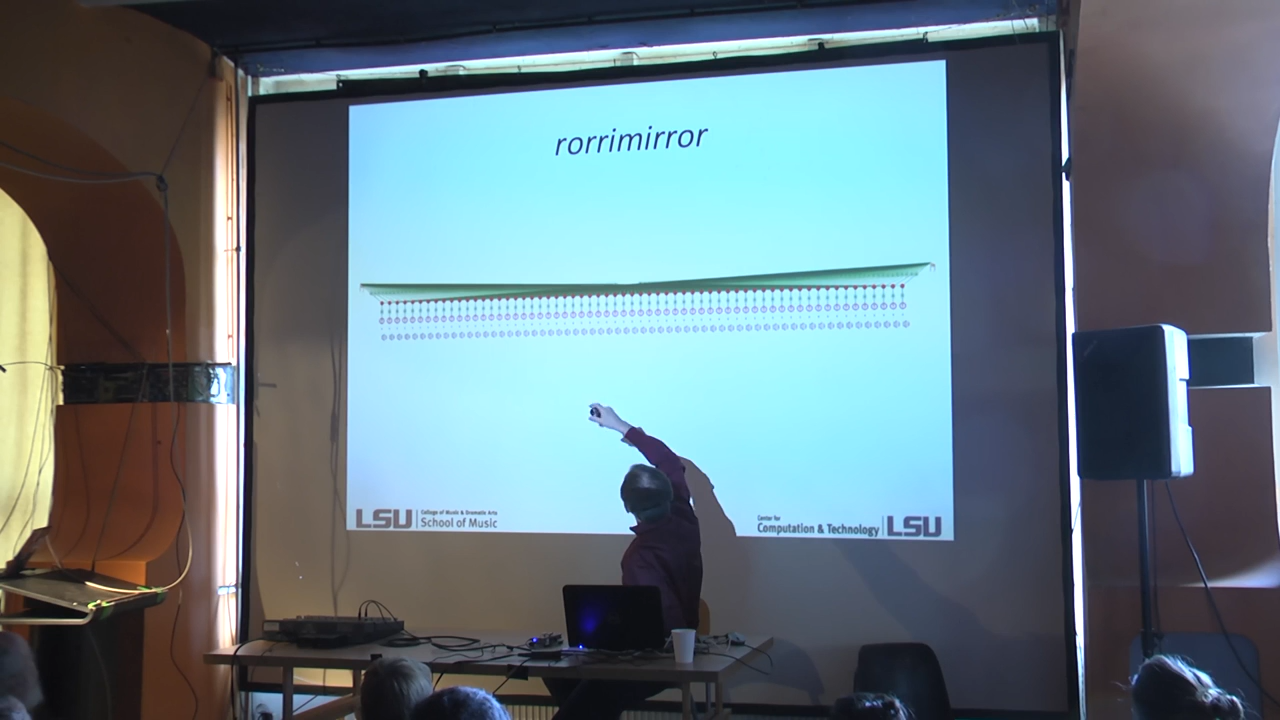 rorrimirror
LSU
College of Music & Dramatic Arts
School of Music
Center for
Computation & Technology
LSU